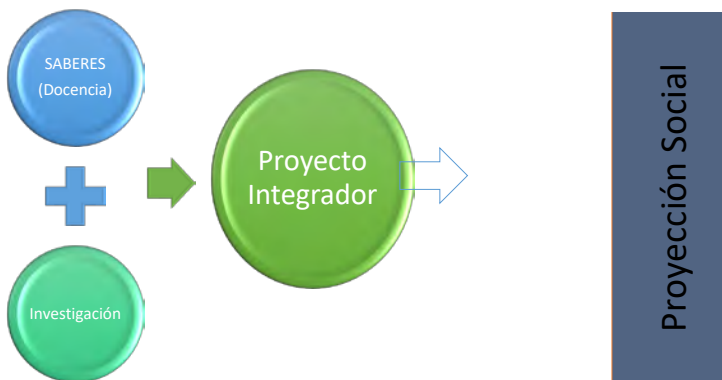 SABERES
(Docencia)
Proyecto
Integrador
Investigación
Proyección Social